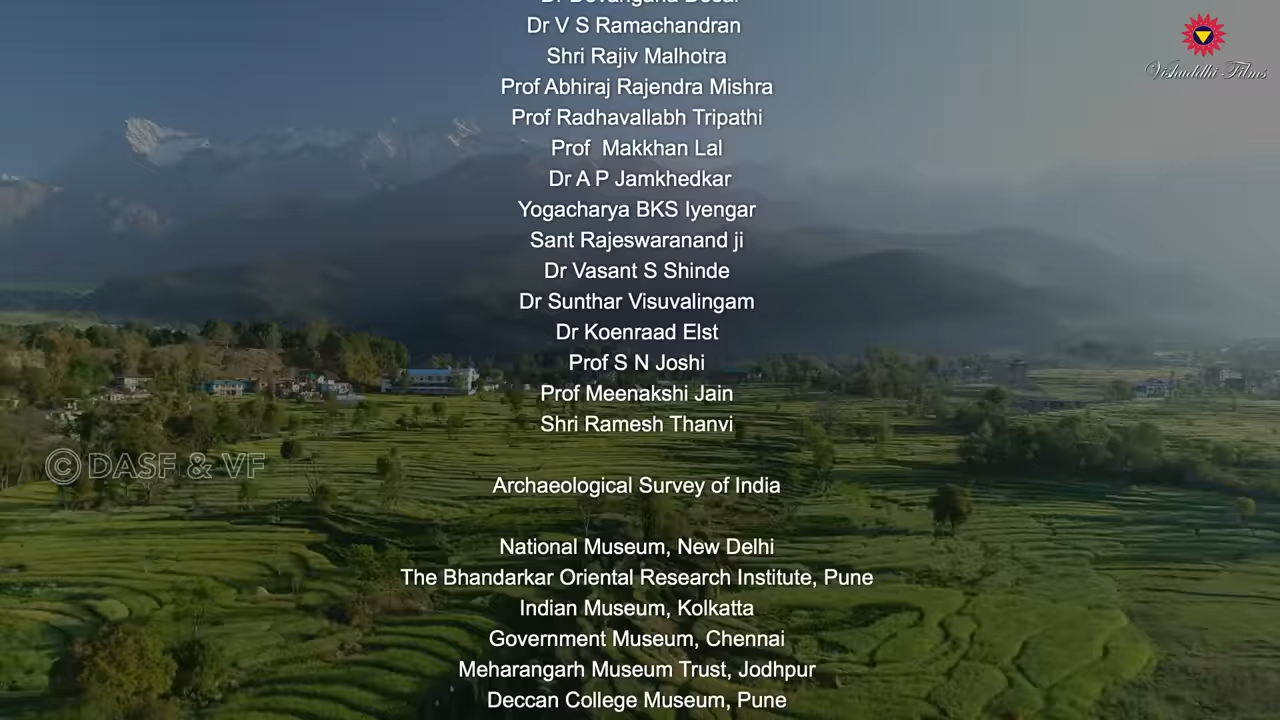 Dr V S Ramachandran
Shri Rajiv Malhotra
Prof Abhiraj Rajendra Mishra
Prof Radhavallabh Tripathi
Prof  Makkhan Lal
Dr A P Jamkhedkar
Yogacharya BKS Iyengar
Sant Rajeswaranand ji
Dr Vasant S Shinde
Dr Sunthar Visuvalingam
Dr Koenraad Elst
Prof S N Joshi
Prof Meenakshi Jain
Shri Ramesh Thanvi
Archaeological Survey of India
National Museum, New Delhi
The Bhandarkar Oriental Research Institute, Pune
Indian Museum, Kolkatta
Government Museum, Chennai
Meharangarh Museum Trust, Jodhpur
Deccan College Museum, Pune
Vishuddhi Films
© DASF & VF